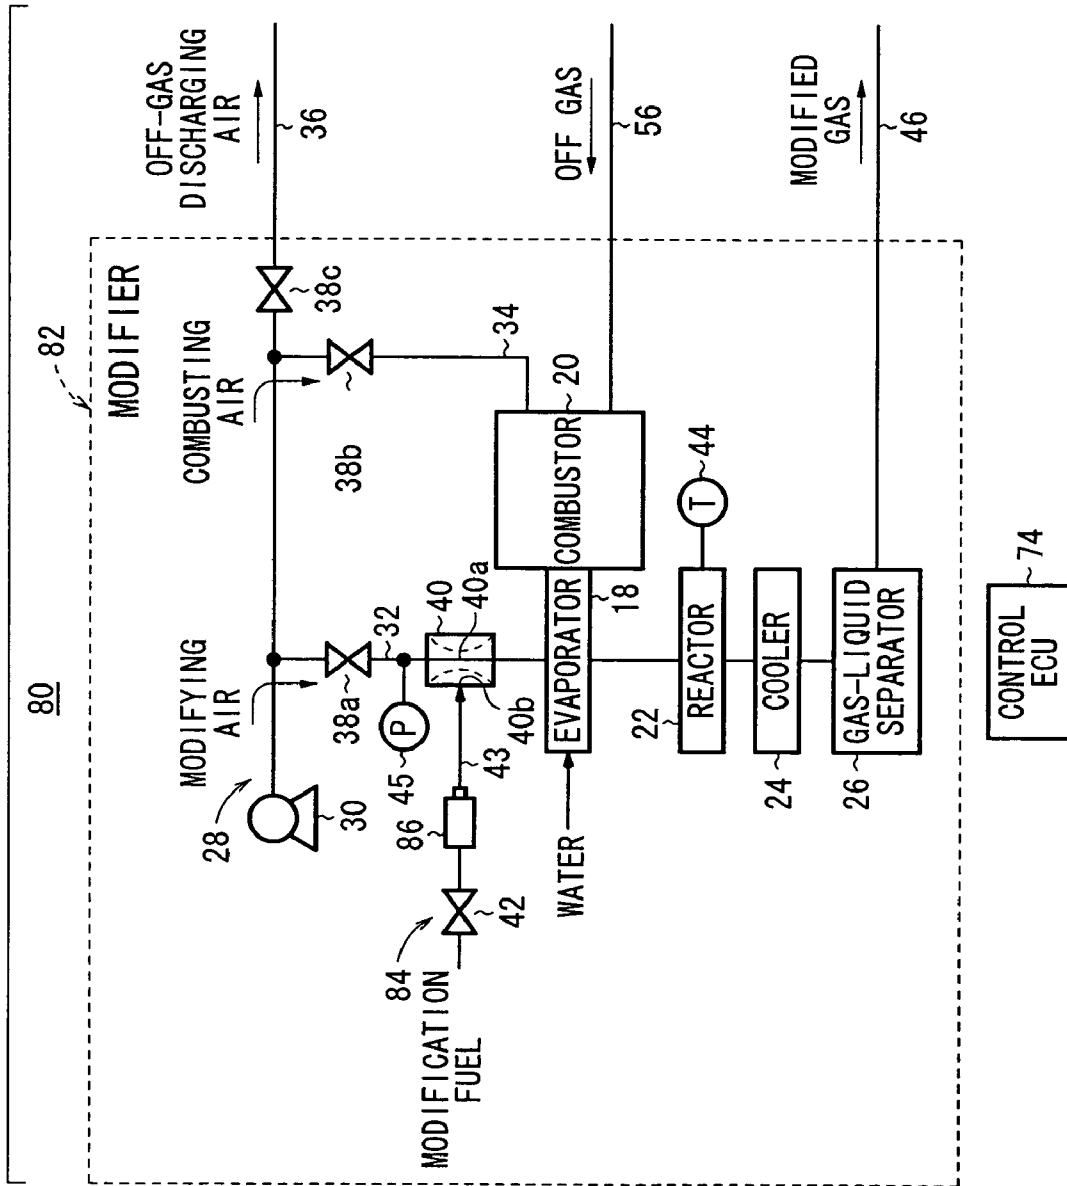 80
82
MODIFIER
OFF-GAS
DISCHARGING
AIR
36
38c
COMBUSTING
AIR
38b
34
OFF GAS
56
COMBUSTOR
20
MODIFIED
GAS
46
MODIFYING
AIR
28
30
38a
32
P
45
40
40a
40b
43
86
84
42
MODIFICATION
FUEL
WATER
EVAPORATOR
18
T
44
REACTOR
22
COOLER
24
GAS-LIQUID
SEPARATOR
26
CONTROL
ECU
74